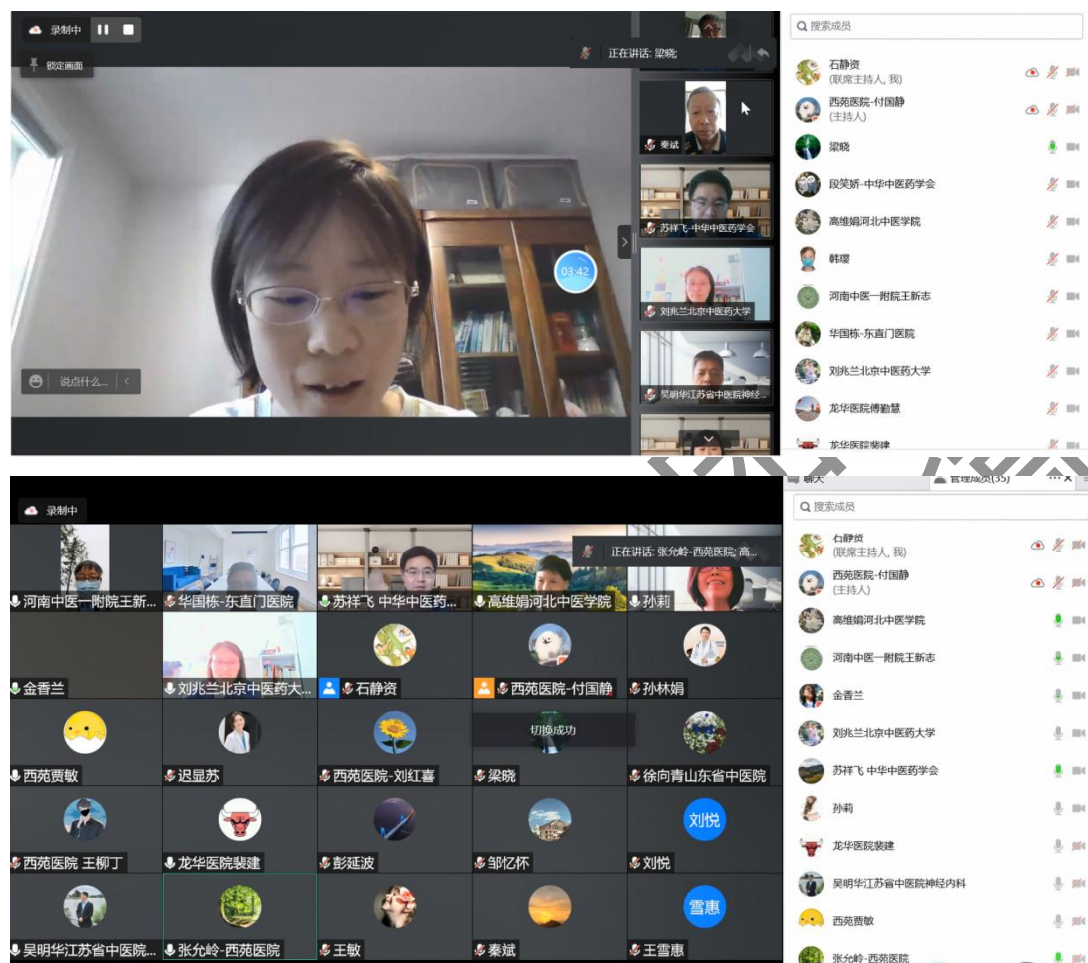 录制中
正在讲话: 梁晓;
锁定画面
秦斌
苏祥飞-中华中医药学会
03:42
刘兆兰北京中医药大学
说点什么...
吴明华江苏省中医院神经...
搜索成员
石静资
(联席主持人, 我)
西苑医院-付国静
(主持人)
梁晓
段笑娇-中华中医药学会
高维娟河北中医学院
韩璎
河南中医一附院王新志
华国栋-东直门医院
刘兆兰北京中医药大学
龙华医院傅勤慧
龙华医院裴建
录制中
正在讲话: 张允岭-西苑医院; 高...
河南中医一附院王新...
华国栋-东直门医院
苏祥飞 中华中医药...
高维娟河北中医学院
孙莉
金香兰
刘兆兰北京中医药大...
石静资
西苑医院-付国静
孙林娟
切换成功
西苑贾敏
迟显苏
西苑医院-刘红喜
梁晓
徐向青山东省中医院
刘悦
西苑医院 王柳丁
龙华医院裴建
彭延波
邹忆怀
刘悦
雪惠
吴明华江苏省中医院...
张允岭-西苑医院
王敏
秦斌
王雪惠
聊天
管理成员(35)
搜索成员
石静资
(联席主持人, 我)
西苑医院-付国静
(主持人)
高维娟河北中医学院
河南中医一附院王新志
金香兰
刘兆兰北京中医药大学
苏祥飞 中华中医药学会
孙莉
龙华医院裴建
吴明华江苏省中医院神经内科
西苑贾敏
张允岭-西苑医院